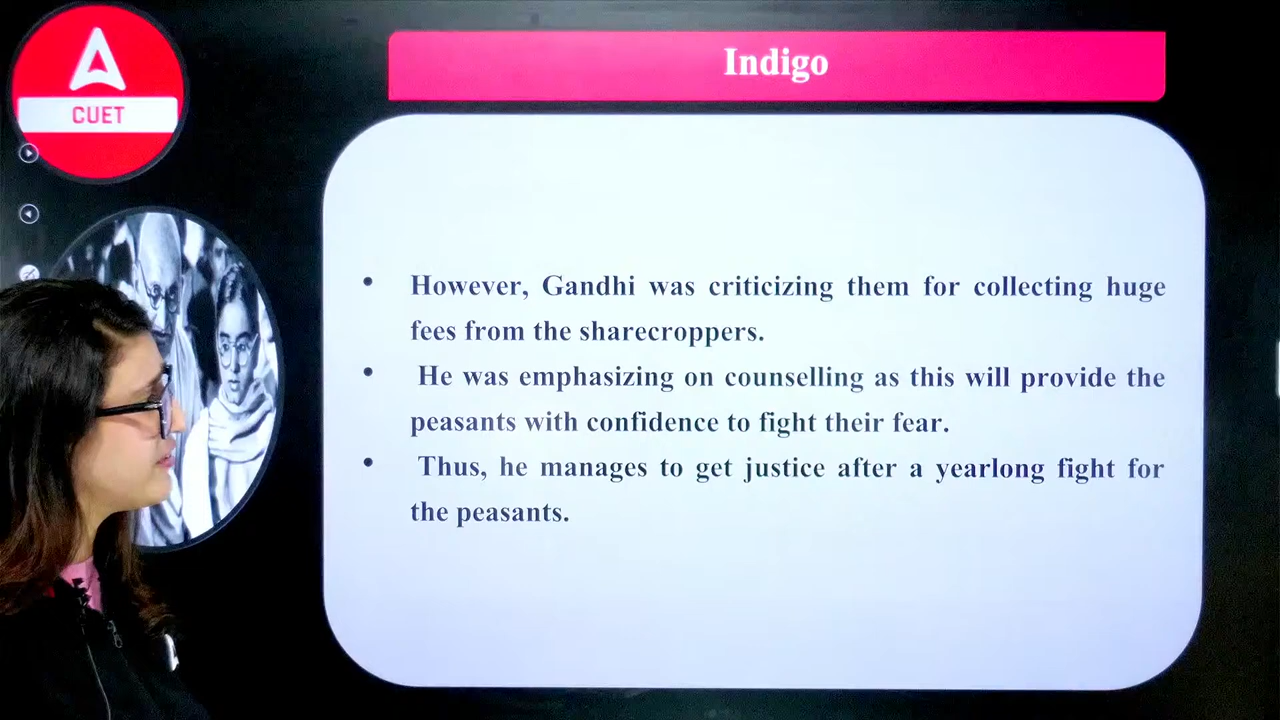 CUET
Indigo
• However, Gandhi was criticizing them for collecting huge
fees from the sharecroppers.
• He was emphasizing on counselling as this will provide the
peasants with confidence to fight their fear.
• Thus, he manages to get justice after a yearlong fight for
the peasants.